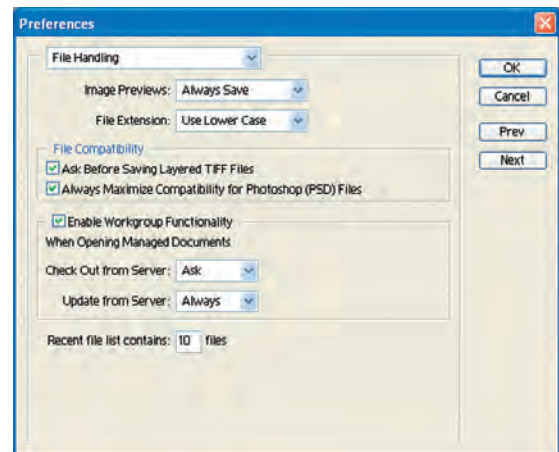 Preferences
File Handling
OK
Image Previews: Always Save
Cancel
File Extension: Use Lower Case
Prev
File Compatibility
Next
Ask Before Saving Layered TIFF Files
Always Maximize Compatibility for Photoshop (PSD) Files
Enable Workgroup Functionality
When Opening Managed Documents
Check Out from Server: Ask
Update from Server: Always
Recent file list contains: 10 files